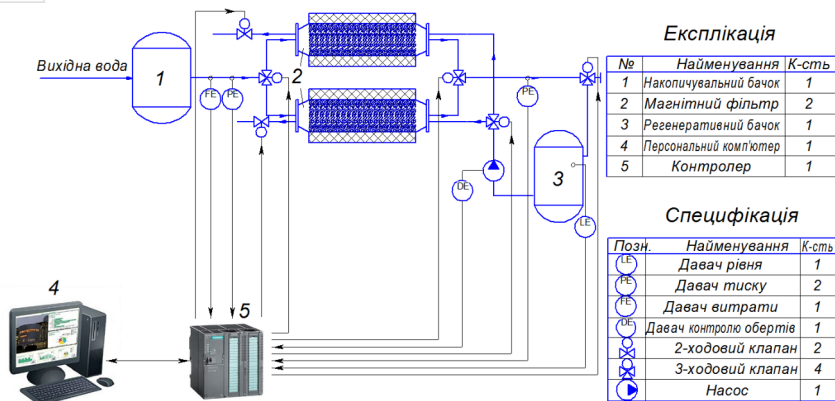 Вихідна вода
1
2
FE
PE
PE
DE
3
LE
4
5
SIEMENS
Експлікація
№ Найменування К-сть
1 Накопичувальний бачок 1
2 Магнітний фільтр 2
3 Регенеративний бачок 1
4 Персональний комп'ютер 1
5 Контролер 1
Специфікація
Позн. Найменування К-сть
LE Давач рівня 1
PE Давач тиску 2
FE Давач витрати 1
DE Давач контролю обертів 1
2-ходовий клапан 2
3-ходовий клапан 4
Насос 1